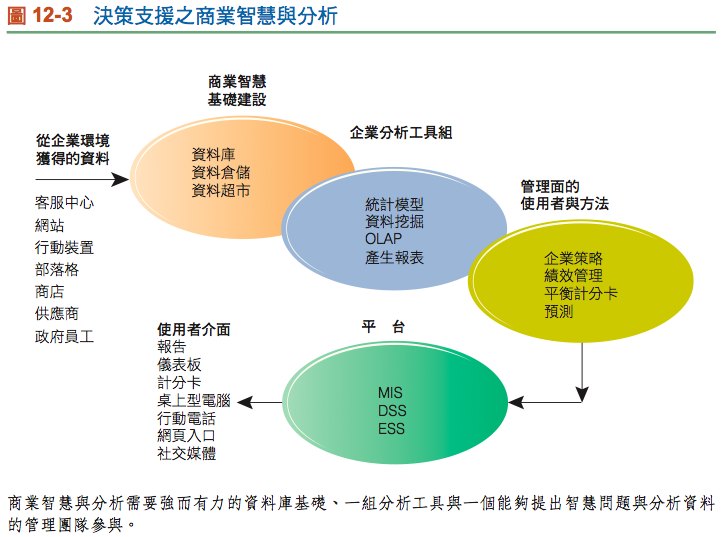 圖 12-3 決策支援之商業智慧與分析
商業智慧
基礎建設
從企業環境
獲得的資料
客服中心
網站
行動裝置
部落格
商店
供應商
政府員工
資料庫
資料倉儲
資料超市
企業分析工具組
統計模型
資料挖掘
OLAP
產生報表
管理面的
使用者與方法
企業策略
績效管理
平衡計分卡
預測
平 台
MIS
DSS
ESS
使用者介面
報告
儀表板
計分卡
桌上型電腦
行動電話
網頁入口
社交媒體
商業智慧與分析需要強而有力的資料庫基礎、一組分析工具與一個能夠提出智慧問題與分析資料
的管理團隊參與。